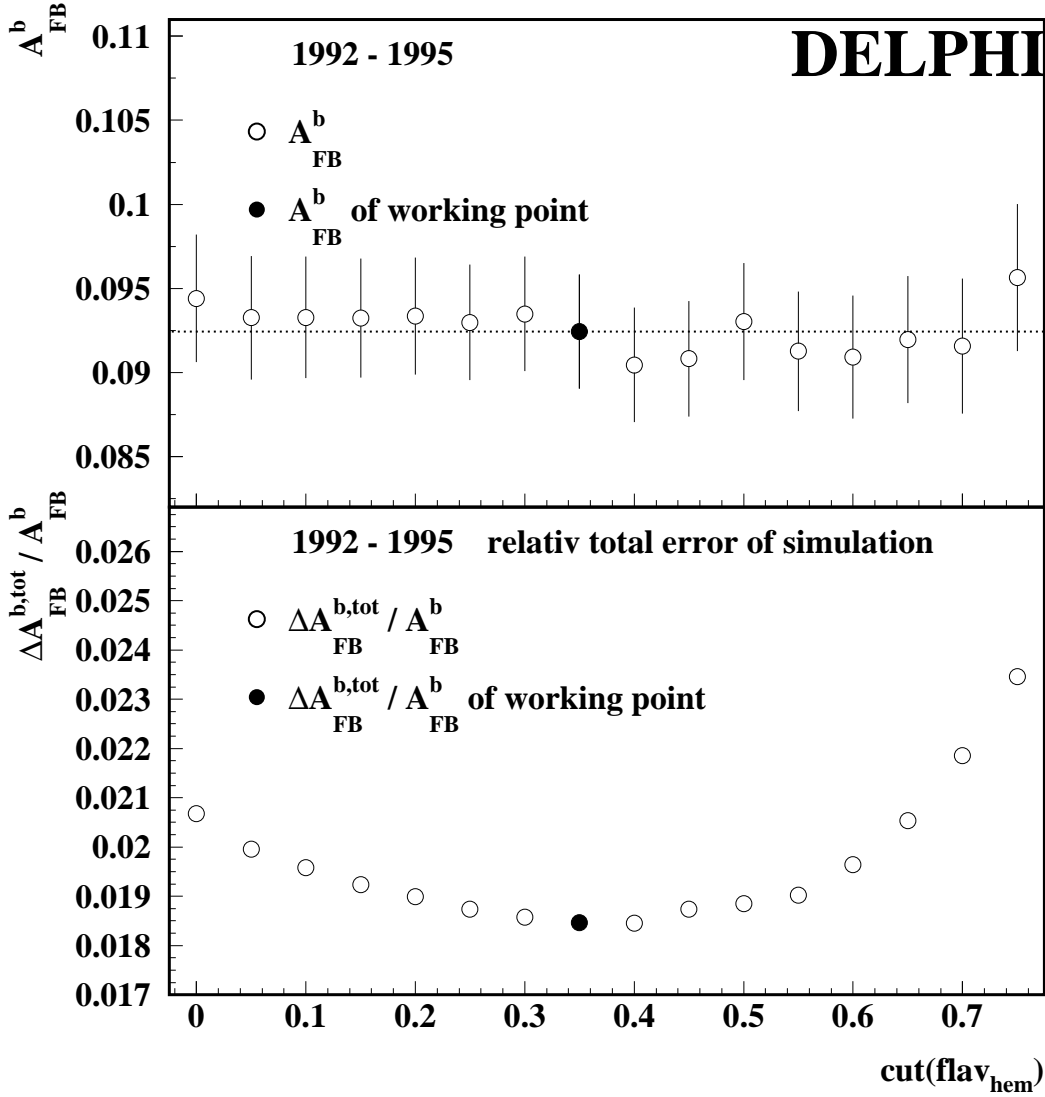 A^b_FB
0.11
0.105
0.1
0.095
0.09
0.085
1992 - 1995
DELPHI
A^b_FB
A^b_FB of working point
ΔA^b,tot_FB / A^b_FB
0.026
0.025
0.024
0.023
0.022
0.021
0.02
0.019
0.018
0.017
1992 - 1995 relativ total error of simulation
ΔA^b,tot_FB / A^b_FB
ΔA^b,tot_FB / A^b_FB of working point
0 0.1 0.2 0.3 0.4 0.5 0.6 0.7
cut(flav_hem)